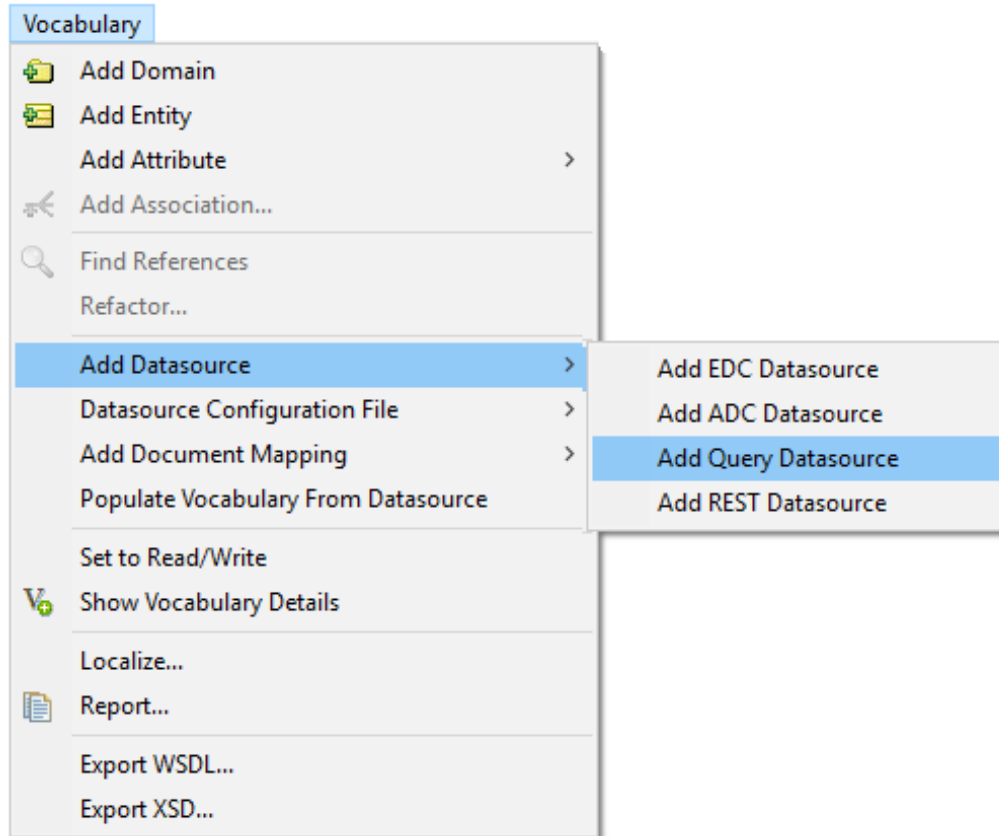 Vocabulary
Add Domain
Add Entity
Add Attribute
Add Association...
Find References
Refactor...
Add Datasource
Datasource Configuration File
Add Document Mapping
Populate Vocabulary From Datasource
Set to Read/Write
Show Vocabulary Details
Localize...
Report...
Export WSDL...
Export XSD...
Add EDC Datasource
Add ADC Datasource
Add Query Datasource
Add REST Datasource